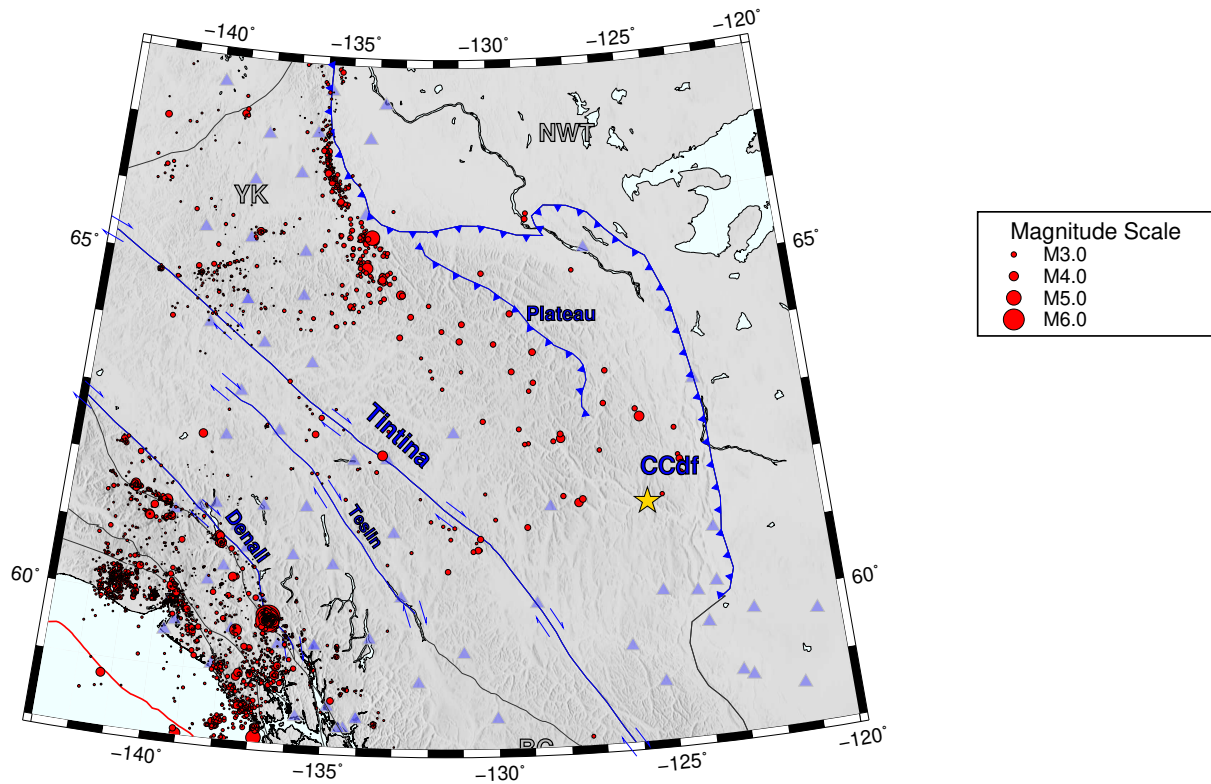 −140˚
−135˚
−130˚
−125˚
−120˚
NWT
YK
65˚
65˚
Magnitude Scale
M3.0
M4.0
M5.0
M6.0
Plateau
Tintina
CCdf
Teslin
Denali
60˚
60˚
BC
−140˚
−135˚
−130˚
−125˚
−120˚